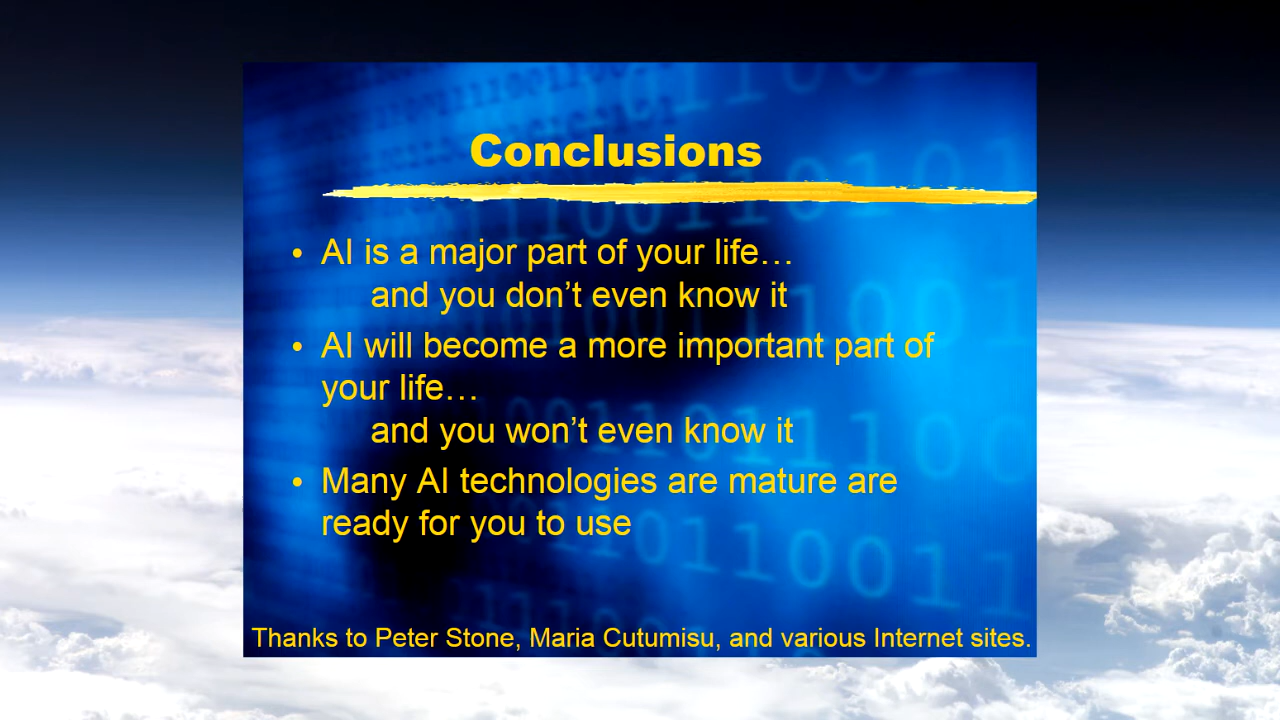 Conclusions
• AI is a major part of your life…
and you don’t even know it
• AI will become a more important part of
your life…
and you won’t even know it
• Many AI technologies are mature are
ready for you to use
Thanks to Peter Stone, Maria Cutumisu, and various Internet sites.